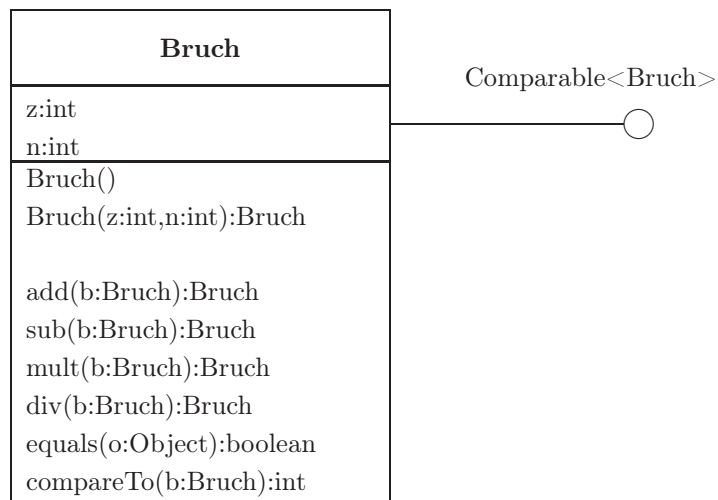 Bruch
Comparable<Bruch>
z:int
n:int
Bruch()
Bruch(z:int,n:int):Bruch
add(b:Bruch):Bruch
sub(b:Bruch):Bruch
mult(b:Bruch):Bruch
div(b:Bruch):Bruch
equals(o:Object):boolean
compareTo(b:Bruch):int